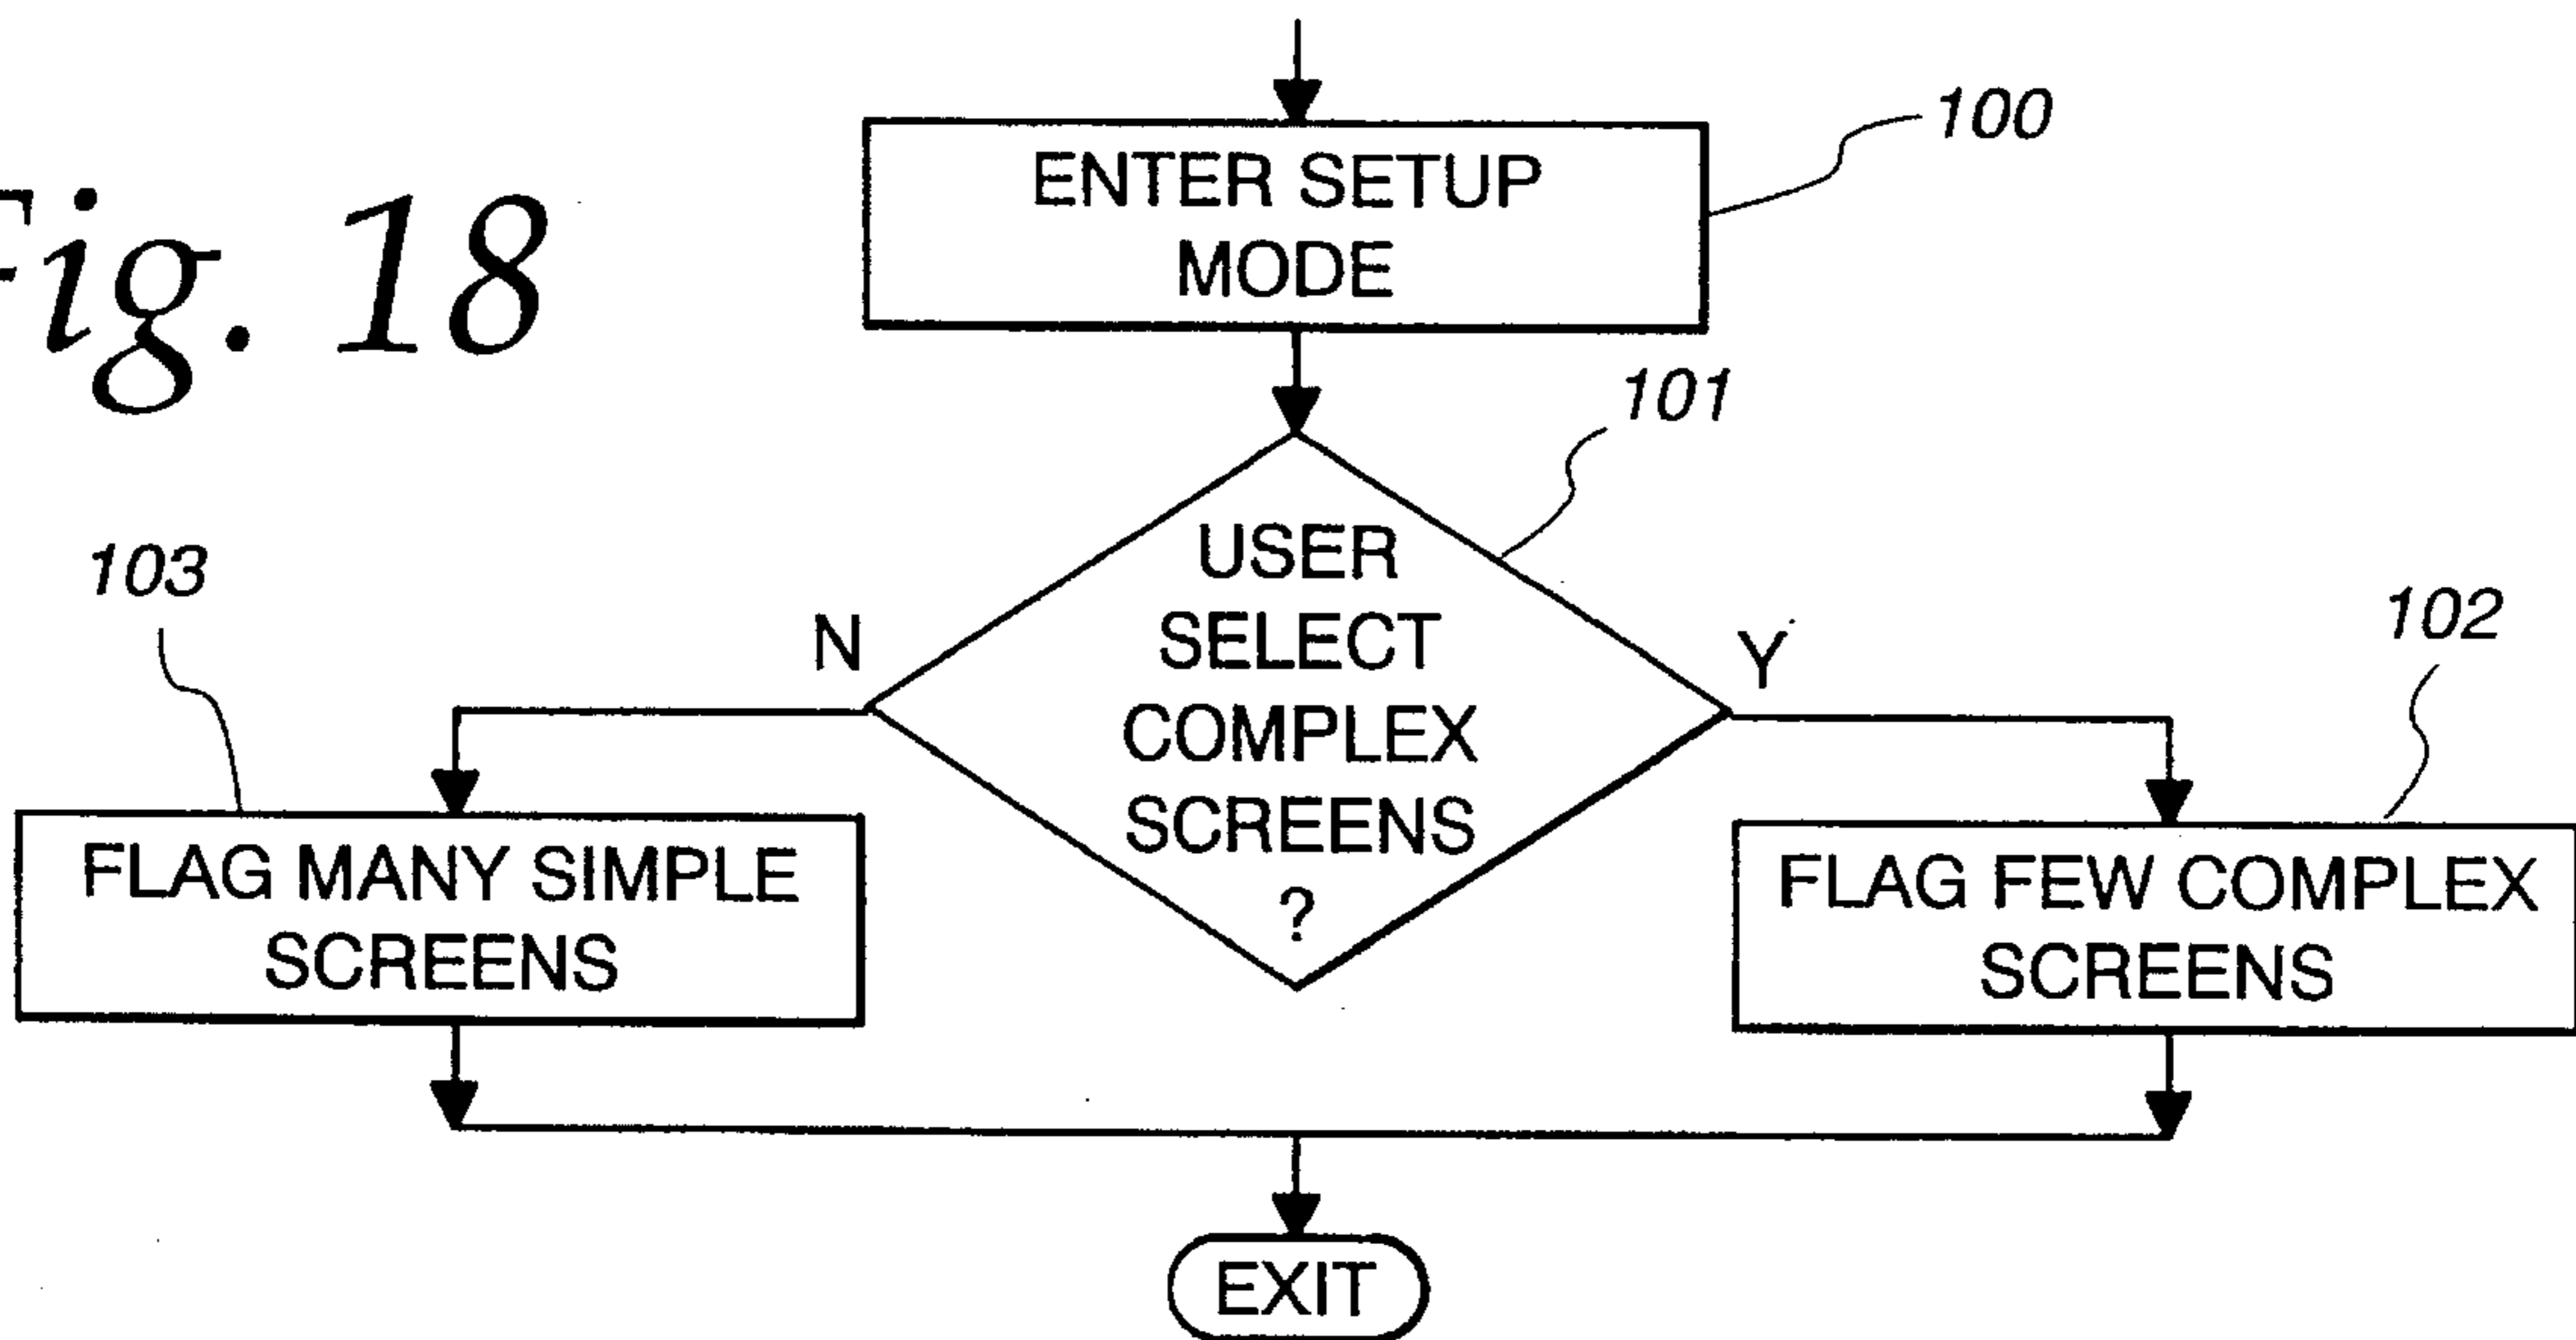 Fig. 18
100
ENTER SETUP
MODE
101
USER
SELECT
COMPLEX
SCREENS
?
N
Y
103
FLAG MANY SIMPLE
SCREENS
102
FLAG FEW COMPLEX
SCREENS
EXIT